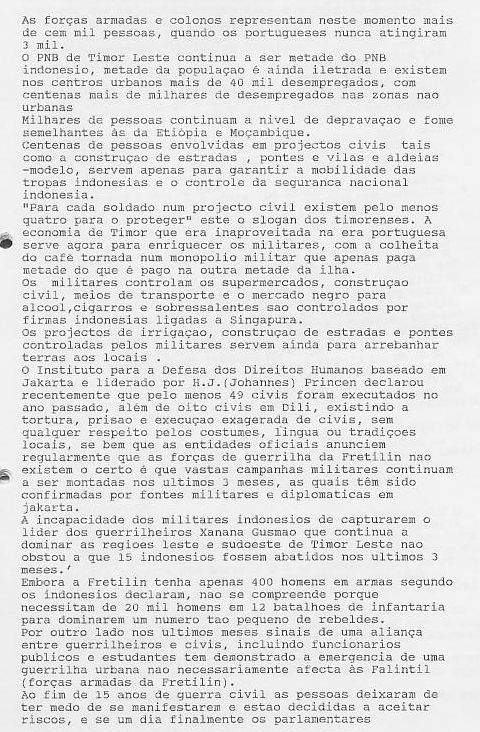 As forças armadas e colonos representam neste momento mais
de cem mil pessoas, quando os portugueses nunca atingiram
3 mil.
O PNB de Timor Leste continua a ser metade do PNB
indonesio, metade da populaçao é ainda iletrada e existem
nos centros urbanos mais de 40 mil desempregados, com
centenas mais de milhares de desempregados nas zonas nao
urbanas
Milhares de pessoas continuam a nivel de depravaçao e fome
semelhantes às da Etiòpia e Moçambique.
Centenas de pessoas envolvidas em projectos civis tais
como a construçao de estradas , pontes e vilas e aldeias
-modelo, servem apenas para garantir a mobilidade das
tropas indonesias e o controle da seguranca nacional
indonesia.
"Para cada soldado num projecto civil existem pelo menos
quatro para o proteger" este o slogan dos timorenses. A
economia de Timor que era inaproveitada na era portuguesa
serve agora para enriquecer os militares, com a colheita
do café tornada num monopolio militar que apenas paga
metade do que é pago na outra metade da ilha.
Os militares controlam os supermercados, construçao
civil, meios de transporte e o mercado negro para
alcool,cigarros e sobressalentes sao controlados por
firmas indonesias ligadas a Singapura.
Os projectos de irrigaçao, construçao de estradas e pontes
controladas pelos militares servem ainda para arrebanhar
terras aos locais .
O Instituto para a Defesa dos Direitos Humanos baseado em
Jakarta e liderado por H.J.(Johannes) Princen declarou
recentemente que pelo menos 49 civis foram executados no
ano passado, além de oito civis em Dili, existindo a
tortura, prisao e execuçao exagerada de civis, sem
qualquer respeito pelos costumes, lingua ou tradiçoes
locais, se bem que as entidades oficiais anunciem
regularmente que as forças de guerrilha da Fretilin nao
existem o certo é que vastas campanhas militares continuam
a ser montadas nos ultimos 3 meses, as quais têm sido
confirmadas por fontes militares e diplomaticas em
jakarta.
A incapacidade dos militares indonesios de capturarem o
lider dos guerrilheiros Xanana Gusmao que continua a
dominar as regioes leste e sudoeste de Timor Leste nao
obstou a que 15 indonesios fossem abatidos nos ultimos 3
meses.'
Embora a Fretilin tenha apenas 400 homens em armas segundo
os indonesios declaram, nao se compreende porque
necessitam de 20 mil homens em 12 batalhoes de infantaria
para dominarem um numero tao pequeno de rebeldes.
Por outro lado nos ultimos meses sinais de uma aliança
entre guerrilheiros e civis, incluindo funcionarios
publicos e estudantes tem demonstrado a emergencia de uma
guerrilha urbana nao necessariamente afecta às Falintil
(forças armadas da Fretilin).
Ao fim de 15 anos de guerra civil as pessoas deixaram de
ter medo de se manifestarem e estao decididas a aceitar
riscos, e se um dia finalmente os parlamentares